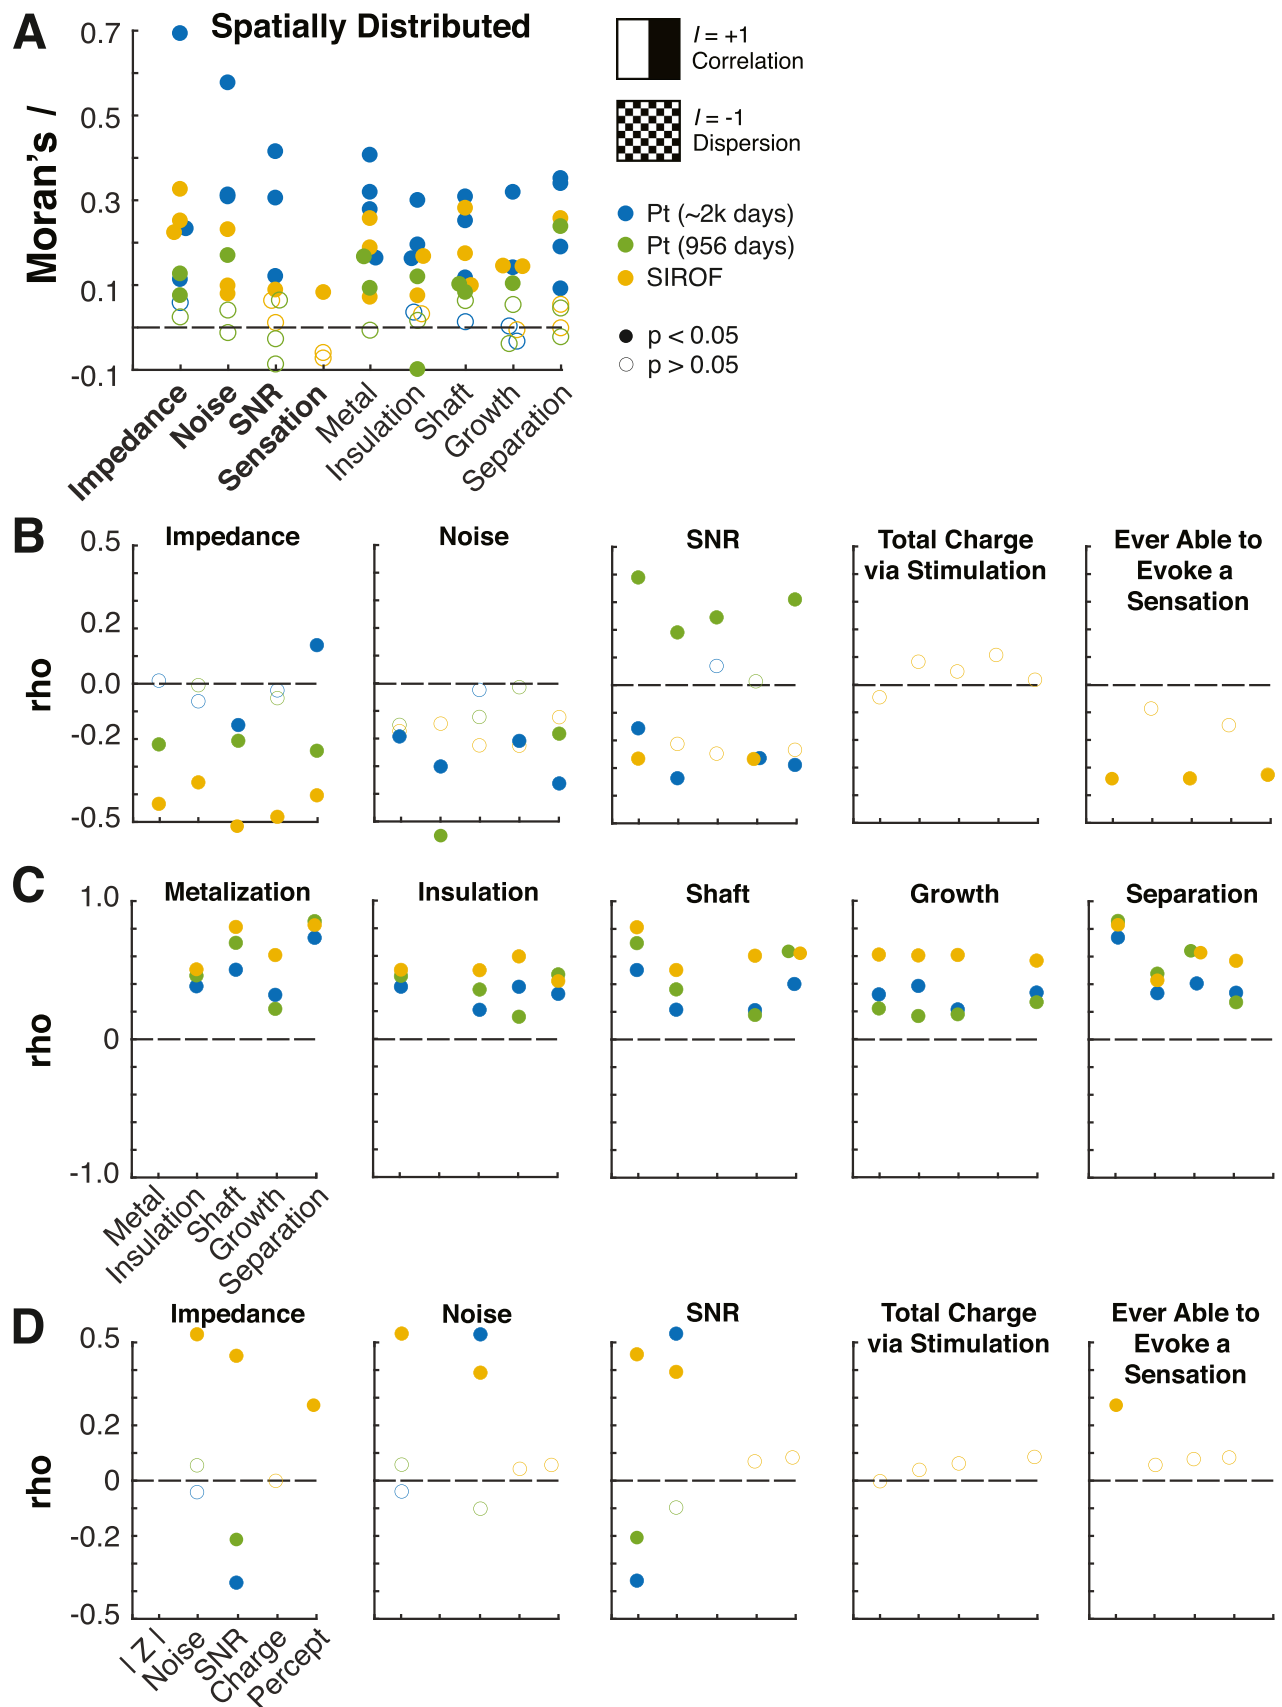 A Spatially Distributed
Moran's I
0.7
0.5
0.3
0.1
-0.1
Impedance
Noise
SNR
Sensation
Metal
Insulation
Shaft
Growth
Separation
I = +1
Correlation
I = -1
Dispersion
Pt (~2k days)
Pt (956 days)
SIROF
p < 0.05
p > 0.05
B
rho
0.5
0.2
0.0
-0.2
-0.5
Impedance
Noise
SNR
Total Charge
via Stimulation
Ever Able to
Evoke a
Sensation
C
rho
1.0
0
-1.0
Metalization
Insulation
Shaft
Growth
Separation
Metal
Insulation
Shaft
Growth
Separation
D
rho
0.5
0.2
0
-0.2
-0.5
Impedance
Noise
SNR
Total Charge
via Stimulation
Ever Able to
Evoke a
Sensation
| Z |
Noise
SNR
Charge
Percept